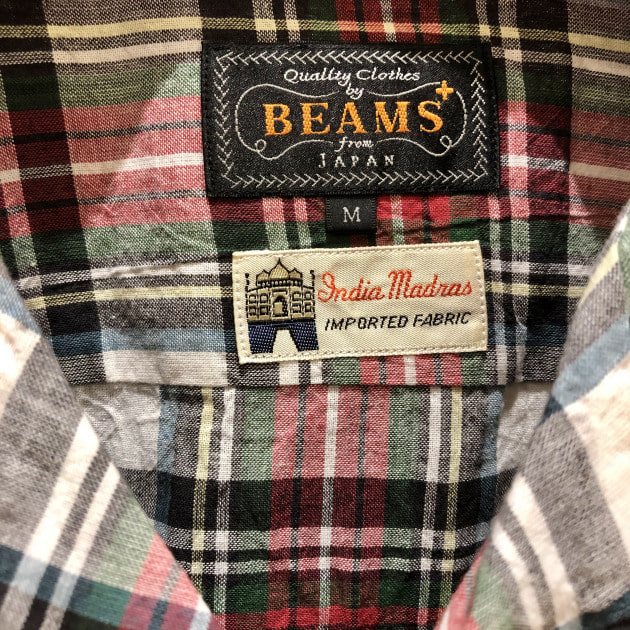 Quality Clothes
by
BEAMS+
from
JAPAN
M
India Madras
IMPORTED FABRIC